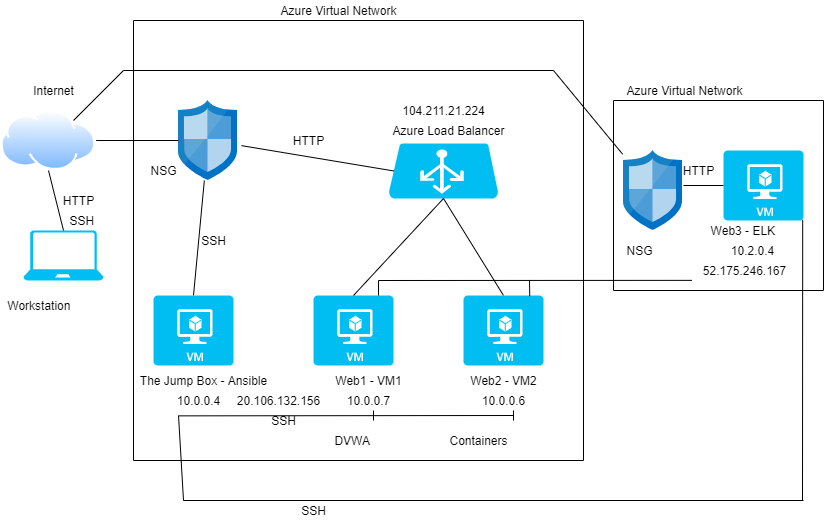 Azure Virtual Network
Internet
104.211.21.224
Azure Load Balancer
Azure Virtual Network
HTTP
NSG
HTTP
VM
HTTP
SSH
SSH
NSG
Web3 - ELK
10.2.0.4
52.175.246.167
Workstation
VM
VM
VM
The Jump Box - Ansible
Web1 - VM1
Web2 - VM2
10.0.0.4
20.106.132.156
10.0.0.7
10.0.0.6
SSH
DVWA
Containers
SSH